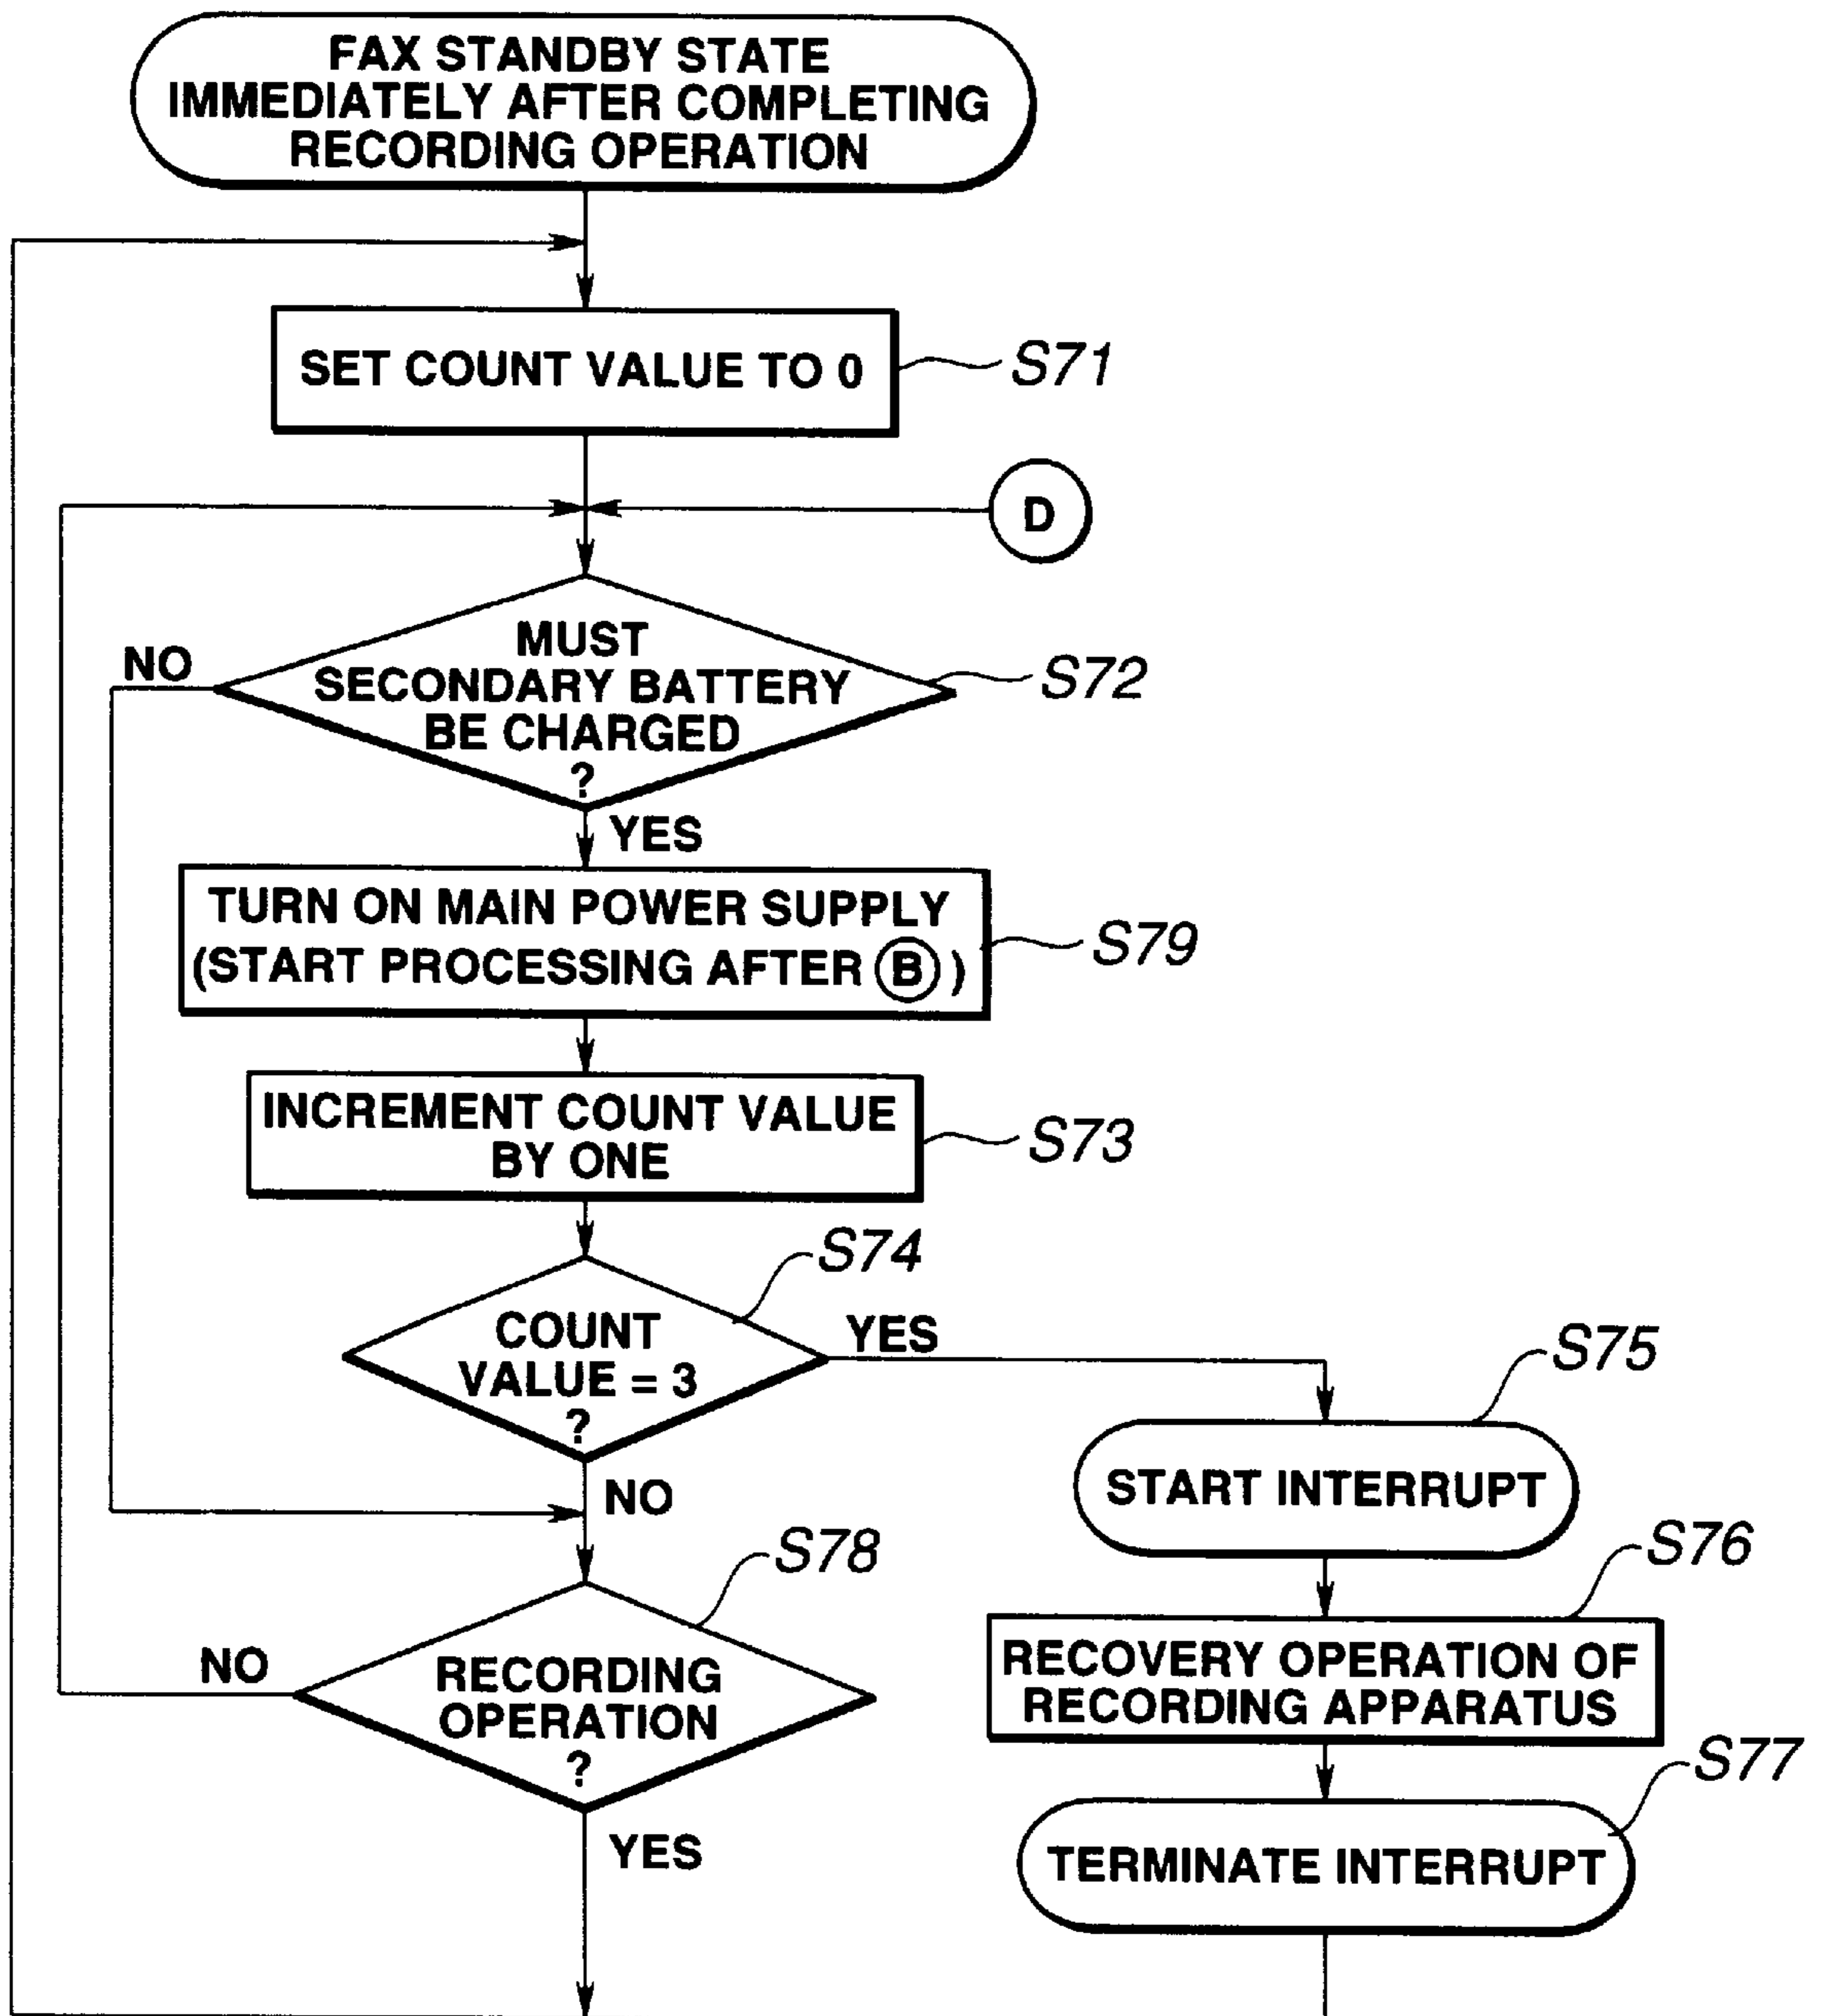 FAX STANDBY STATE
IMMEDIATELY AFTER COMPLETING
RECORDING OPERATION
SET COUNT VALUE TO 0
S71
D
MUST
SECONDARY BATTERY
BE CHARGED
?
NO
S72
YES
TURN ON MAIN POWER SUPPLY
(START PROCESSING AFTER B )
S79
INCREMENT COUNT VALUE
BY ONE
S73
S74
COUNT
VALUE = 3
?
YES
NO
S75
START INTERRUPT
S78
S76
RECORDING
OPERATION
?
NO
YES
RECOVERY OPERATION OF
RECORDING APPARATUS
S77
TERMINATE INTERRUPT